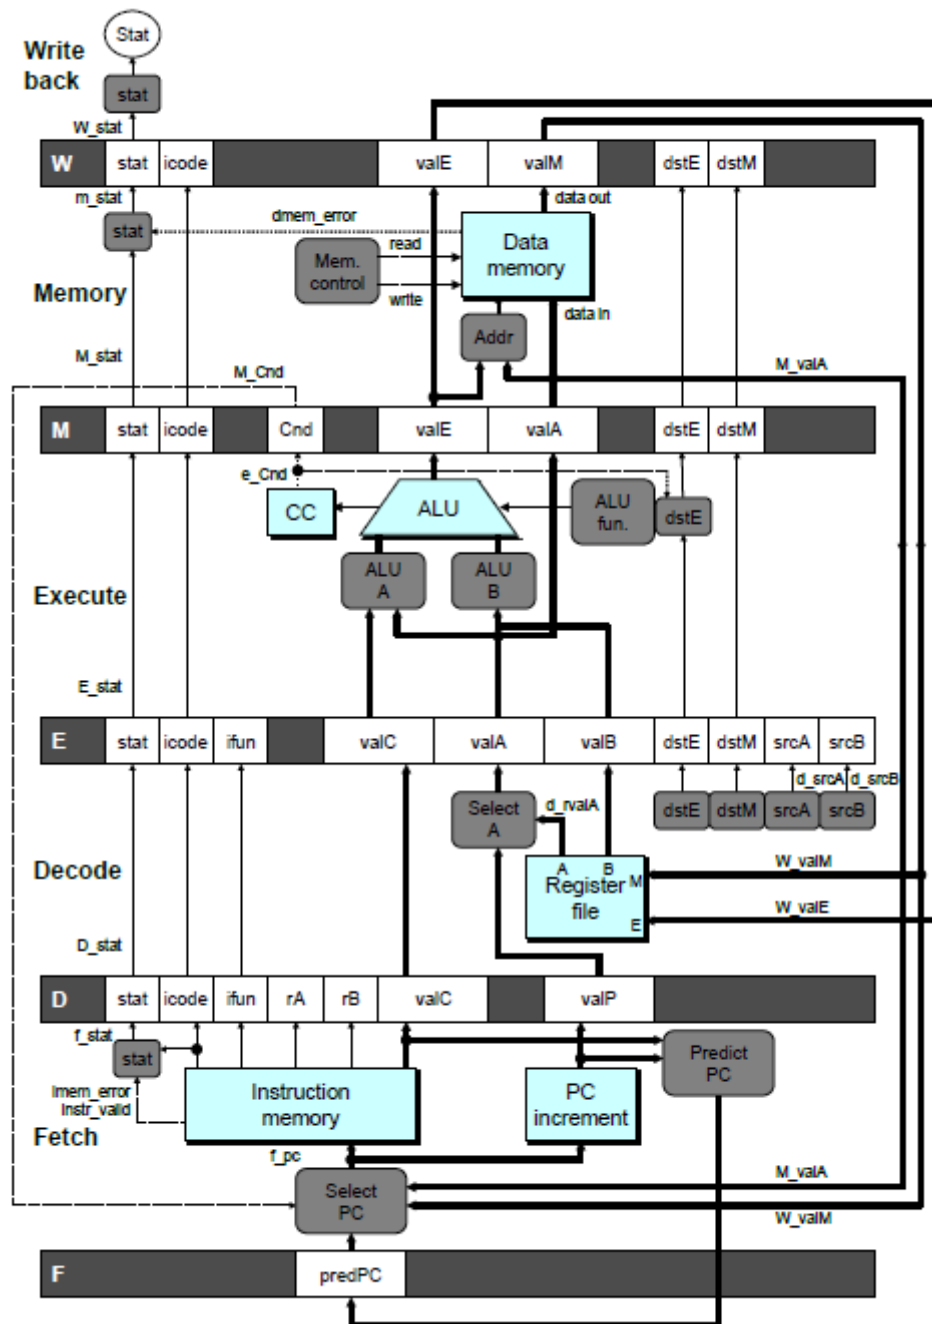 Stat
Write
back
stat
W_stat
W stat icode valE valM dstE dstM
m_stat
data out
dmem_error
stat
read
Data
memory
Mem.
control
write
Memory
data in
Addr
M_stat
M_Cnd
M_valA
M stat icode Cnd valE valA dstE dstM
e_Cnd
CC
ALU
ALU
fun.
dstE
ALU
A
ALU
B
Execute
E_stat
E stat icode ifun valC valA valB dstE dstM srcA srcB
d_srcA d_srcB
Select
A
d_rvalA
dstE dstM srcA srcB
A B
Register
file
M
E
W_valM
W_valE
Decode
D_stat
D stat icode ifun rA rB valC valP
f_stat
stat
Predict
PC
Instruction
memory
PC
increment
Imem_error
Instr_valid
Fetch
f_pc
Select
PC
M_valA
W_valM
F predPC